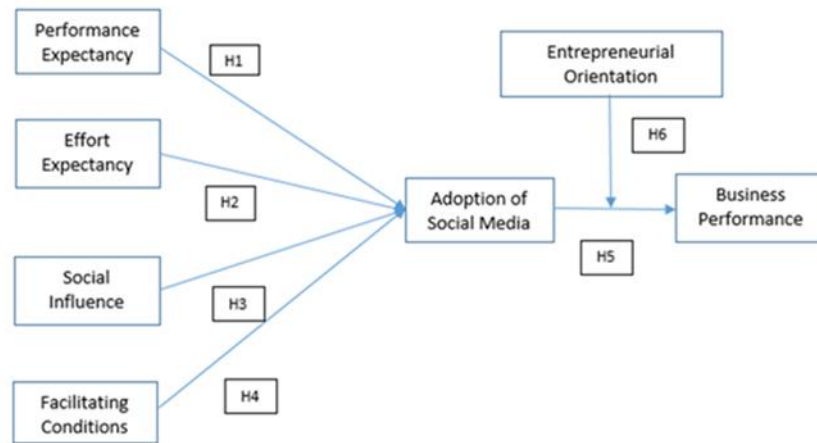 Performance
Expectancy
H1
Entrepreneurial
Orientation
H6
Effort
Expectancy
H2
Adoption of
Social Media
Business
Performance
H5
Social
Influence
H3
H4
Facilitating
Conditions